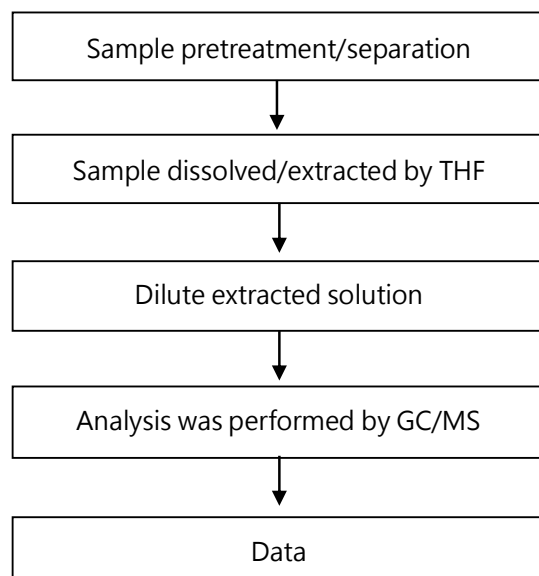 Sample pretreatment/separation
Sample dissolved/extracted by THF
Dilute extracted solution
Analysis was performed by GC/MS
Data